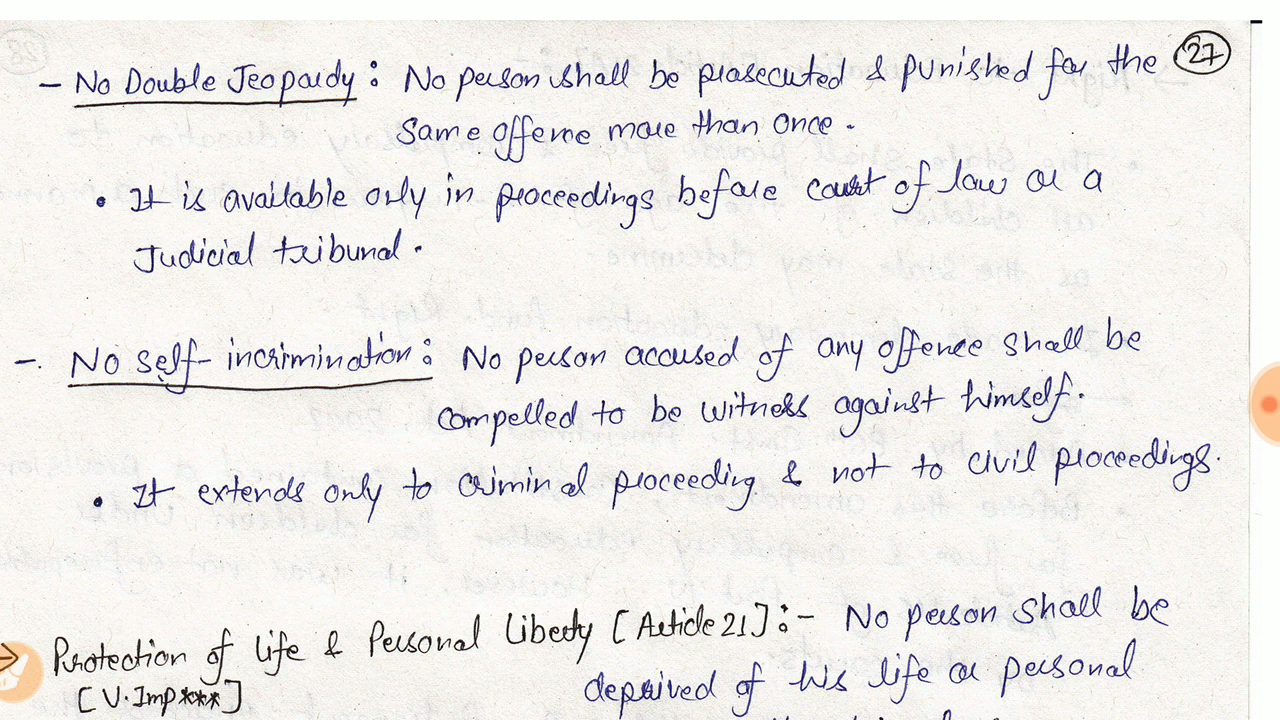 27
- No Double Jeopardy : No person shall be prosecuted & punished for the
same offence more than once.
• It is available only in proceedings before court of law or a
Judicial tribunal.
- No self-incrimination : No person accused of any offence shall be
compelled to be witness against himself.
• It extends only to criminal proceeding & not to civil proceedings.
→ Protection of life & Personal Liberty [Article 21] :- No person shall be
[V.Imp***] deprived of his life or personal